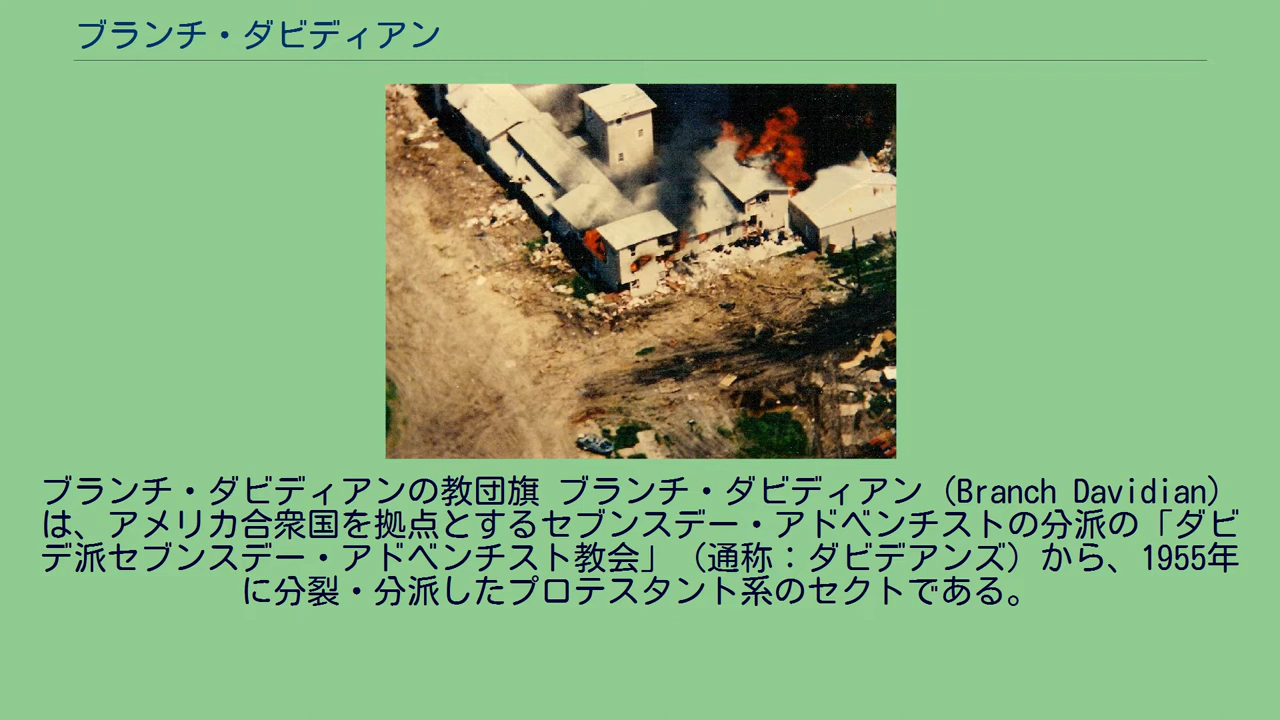 ブランチ・ダビディアン
ブランチ・ダビディアンの教団旗 ブランチ・ダビディアン（Branch Davidian）
は、アメリカ合衆国を拠点とするセブンスデー・アドベンチストの分派の「ダビ
デ派セブンスデー・アドベンチスト教会」（通称：ダビデアンズ）から、1955年
に分裂・分派したプロテスタント系のセクトである。